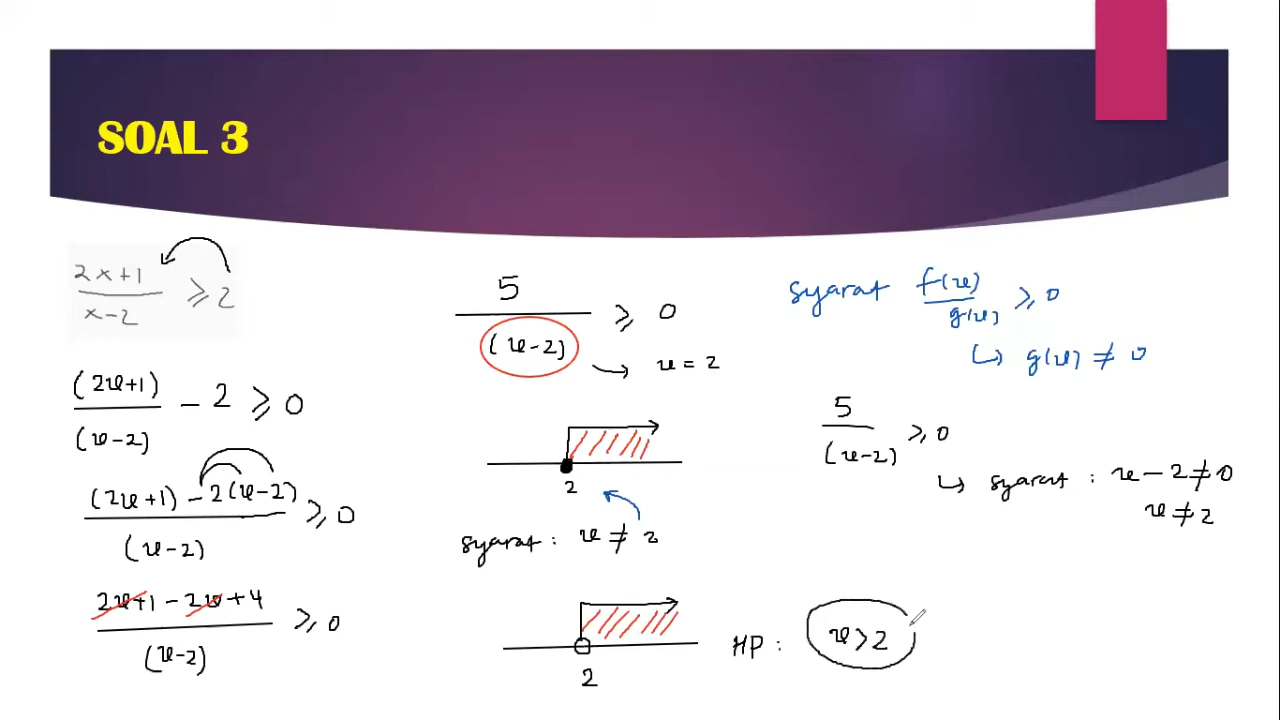 SOAL 3
2x+1
x-2
≥ 2
(2x+1)
(x-2)
- 2 ≥ 0
(2x+1) - 2(x-2)
(x-2)
≥ 0
2x+1 - 2x + 4
(x-2)
≥ 0
5
(x-2)
≥ 0
x = 2
2
syarat : x ≠ 2
2
HP : x > 2
syarat f(x)
g(x)
≥ 0
g(x) ≠ 0
5
(x-2)
≥ 0
syarat : x - 2 ≠ 0
x ≠ 2